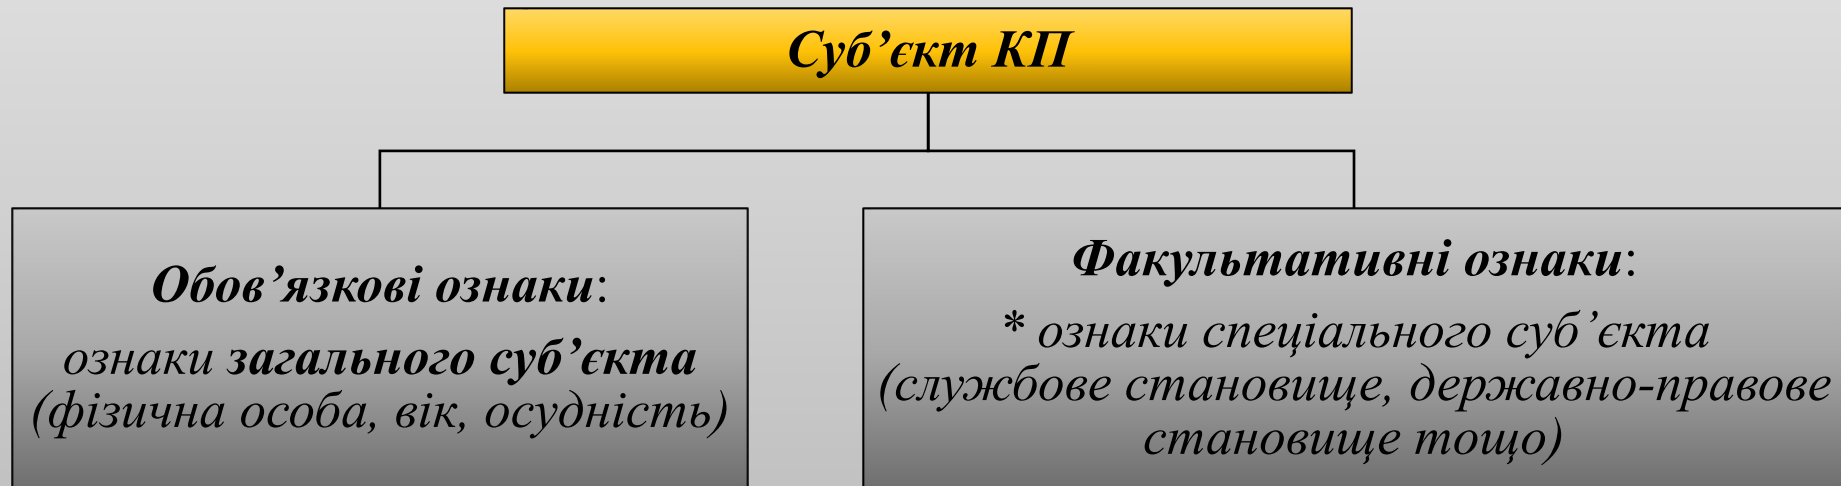 Суб’єкт КП
Обов’язкові ознаки:
ознаки загального суб’єкта
(фізична особа, вік, осудність)
Факультативні ознаки:
* ознаки спеціального суб’єкта
(службове становище, державно-правове
становище тощо)